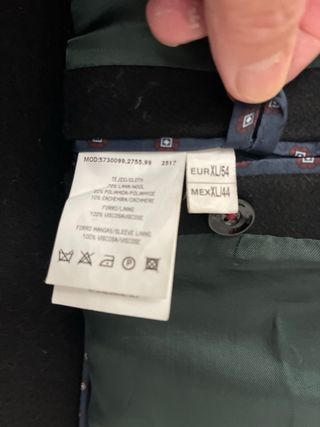 MOD:5730099.2755.99 2517
TEJIDO/CLOTH
70% LANA/WOOL
20% POLIAMIDA-POLYAMIDE
10% CACHEMIRA/CASHMERE
FORRO/LINING
100% VISCOSA/VISCOSE
FORRO MANGAS/SLEEVE LINING
100% VISCOSA/VISCOSE
EUR XL/54
MEX XL/44